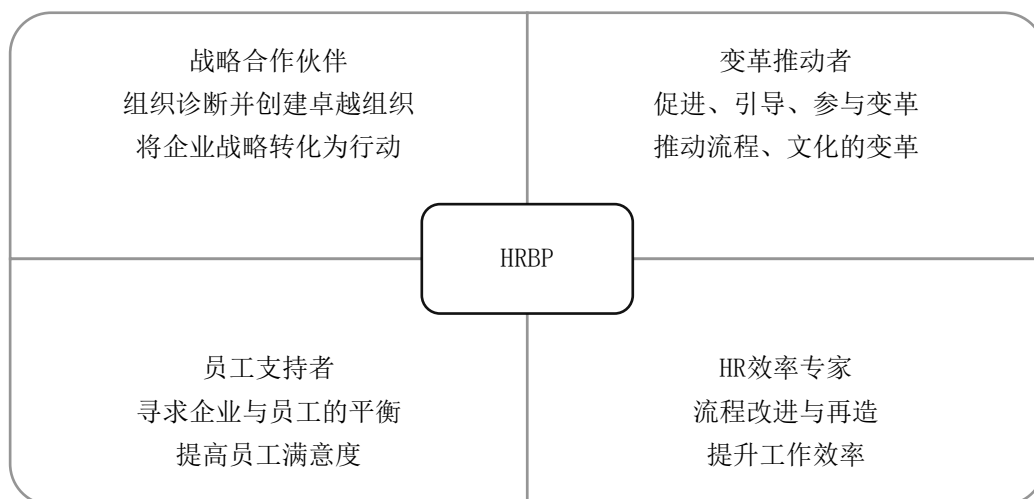 战略合作伙伴
组织诊断并创建卓越组织
将企业战略转化为行动
变革推动者
促进、引导、参与变革
推动流程、文化的变革
HRBP
员工支持者
寻求企业与员工的平衡
提高员工满意度
HR效率专家
流程改进与再造
提升工作效率